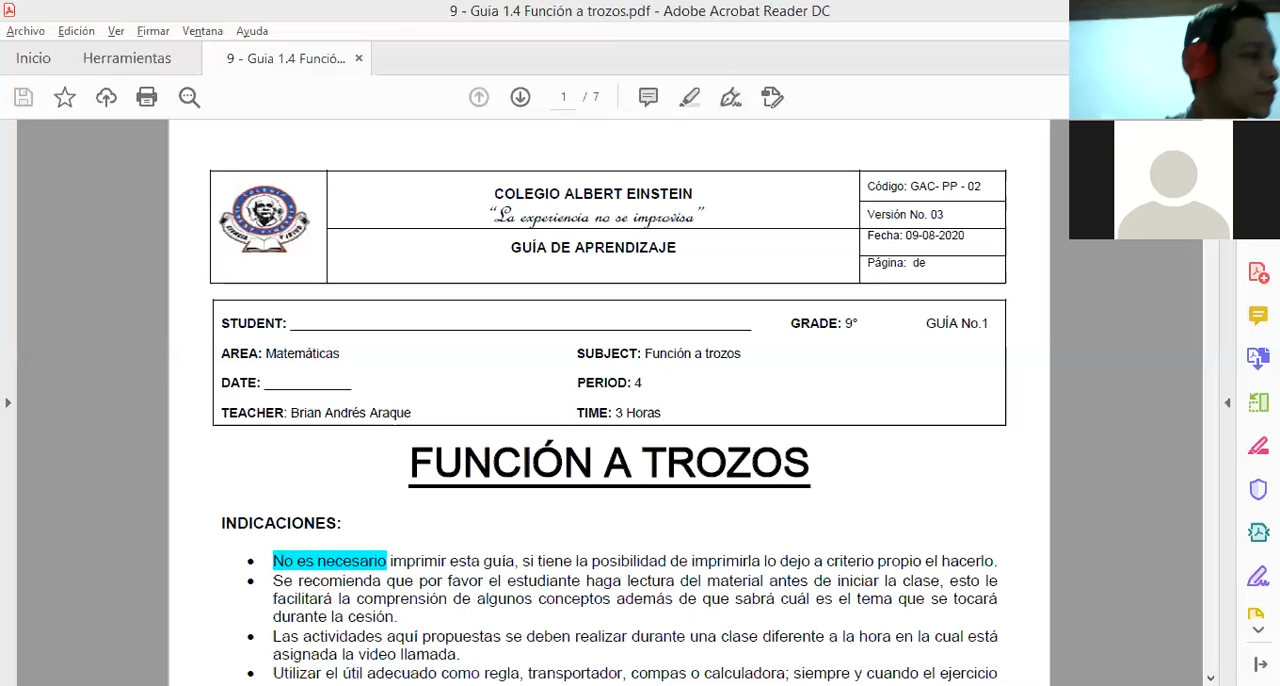 9 - Guia 1.4 Función a trozos.pdf - Adobe Acrobat Reader DC
Archivo Edición Ver Firmar Ventana Ayuda
Inicio Herramientas 9 - Guia 1.4 Funció... ×
1 / 7
COLEGIO ALBERT EINSTEIN
“La experiencia no se improvisa”
GUÍA DE APRENDIZAJE
Código: GAC- PP - 02
Versión No. 03
Fecha: 09-08-2020
Página: de
STUDENT: ___ GRADE: 9° GUÍA No.1
AREA: Matemáticas SUBJECT: Función a trozos
DATE: ___ PERIOD: 4
TEACHER: Brian Andrés Araque TIME: 3 Horas
FUNCIÓN A TROZOS
INDICACIONES:
• No es necesario imprimir esta guía, si tiene la posibilidad de imprimirla lo dejo a criterio propio el hacerlo.
• Se recomienda que por favor el estudiante haga lectura del material antes de iniciar la clase, esto le
facilitará la comprensión de algunos conceptos además de que sabrá cuál es el tema que se tocará
durante la cesión.
• Las actividades aquí propuestas se deben realizar durante una clase diferente a la hora en la cual está
asignada la video llamada.
• Utilizar el útil adecuado como regla, transportador, compas o calculadora; siempre y cuando el ejercicio